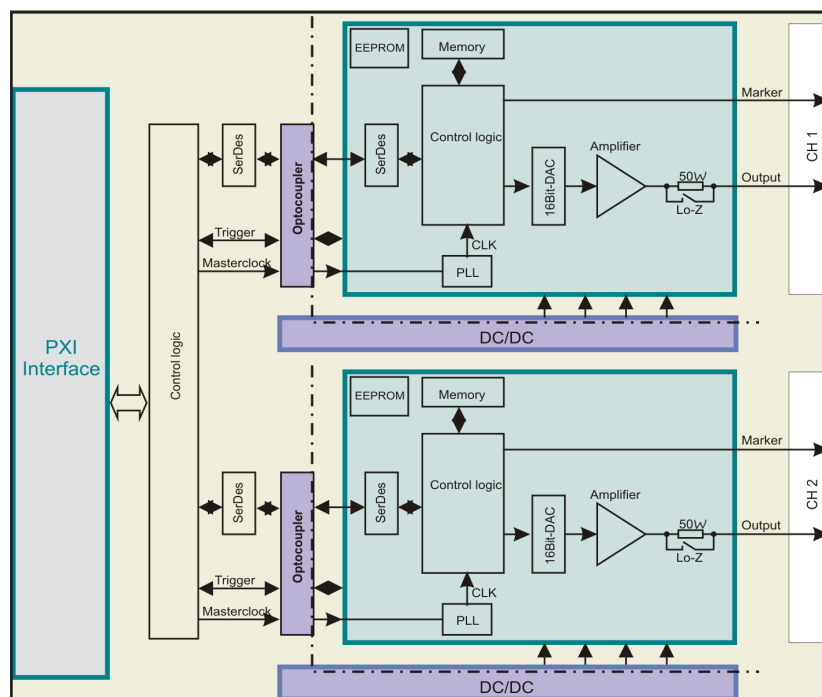 PXI
Interface
Control logic
SerDes
Trigger
Masterclock
Optocoupler
EEPROM
Memory
SerDes
Control logic
CLK
PLL
16Bit-DAC
Amplifier
50W
Lo-Z
Marker
Output
CH 1
DC/DC
SerDes
Trigger
Masterclock
Optocoupler
EEPROM
Memory
SerDes
Control logic
CLK
PLL
16Bit-DAC
Amplifier
50W
Lo-Z
Marker
Output
CH 2
DC/DC